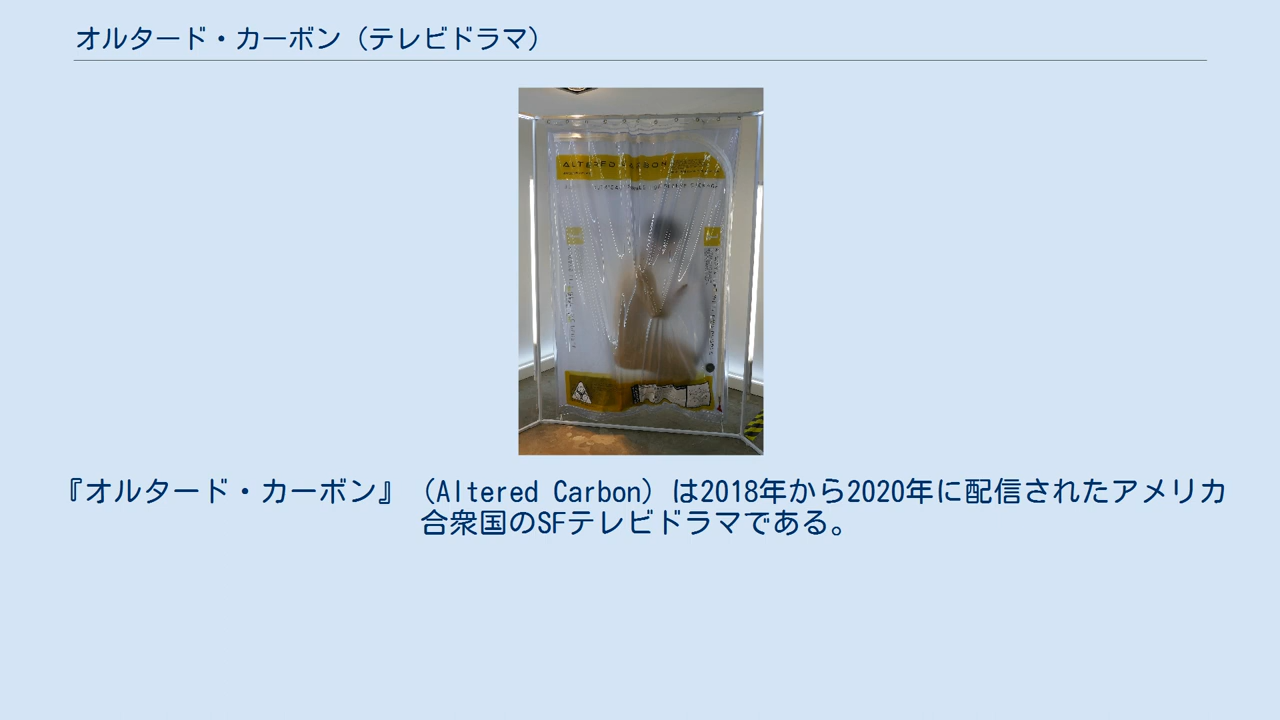 オルタード・カーボン（テレビドラマ）
ALTERED CARBON
『オルタード・カーボン』（Altered Carbon）は2018年から2020年に配信されたアメリカ
合衆国のSFテレビドラマである。